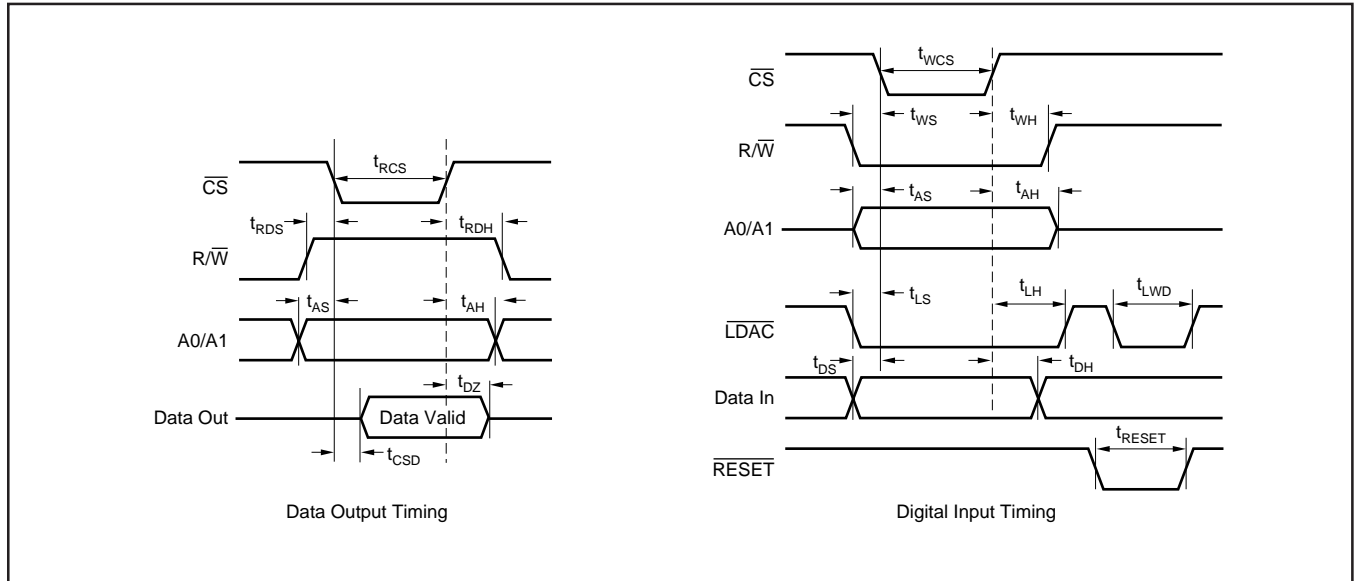 CS
tRCS
tRDS
tRDH
R/W
tAS
tAH
A0/A1
tDZ
Data Out
Data Valid
tCSD
Data Output Timing
CS
tWCS
tWS
tWH
R/W
tAS
tAH
A0/A1
tLS
tLH
tLWD
LDAC
tDS
tDH
Data In
tRESET
RESET
Digital Input Timing